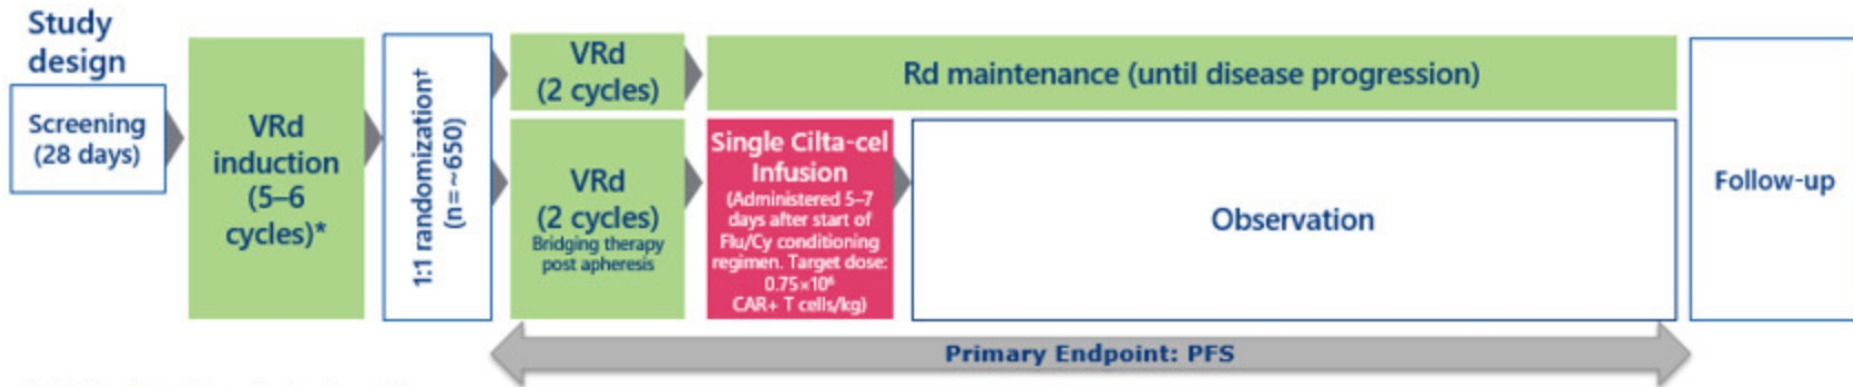 Study
design
Screening
(28 days)
VRd
induction
(5–6
cycles)*
1:1 randomization†
(n=~650)
VRd
(2 cycles)
Rd maintenance (until disease progression)
VRd
(2 cycles)
Bridging therapy
post apheresis
Single Cilta-cel
Infusion
(Administered 5–7
days after start of
Flu/Cy conditioning
regimen. Target dose:
0.75×10⁶
CAR+ T cells/kg)
Observation
Follow-up
Primary Endpoint: PFS